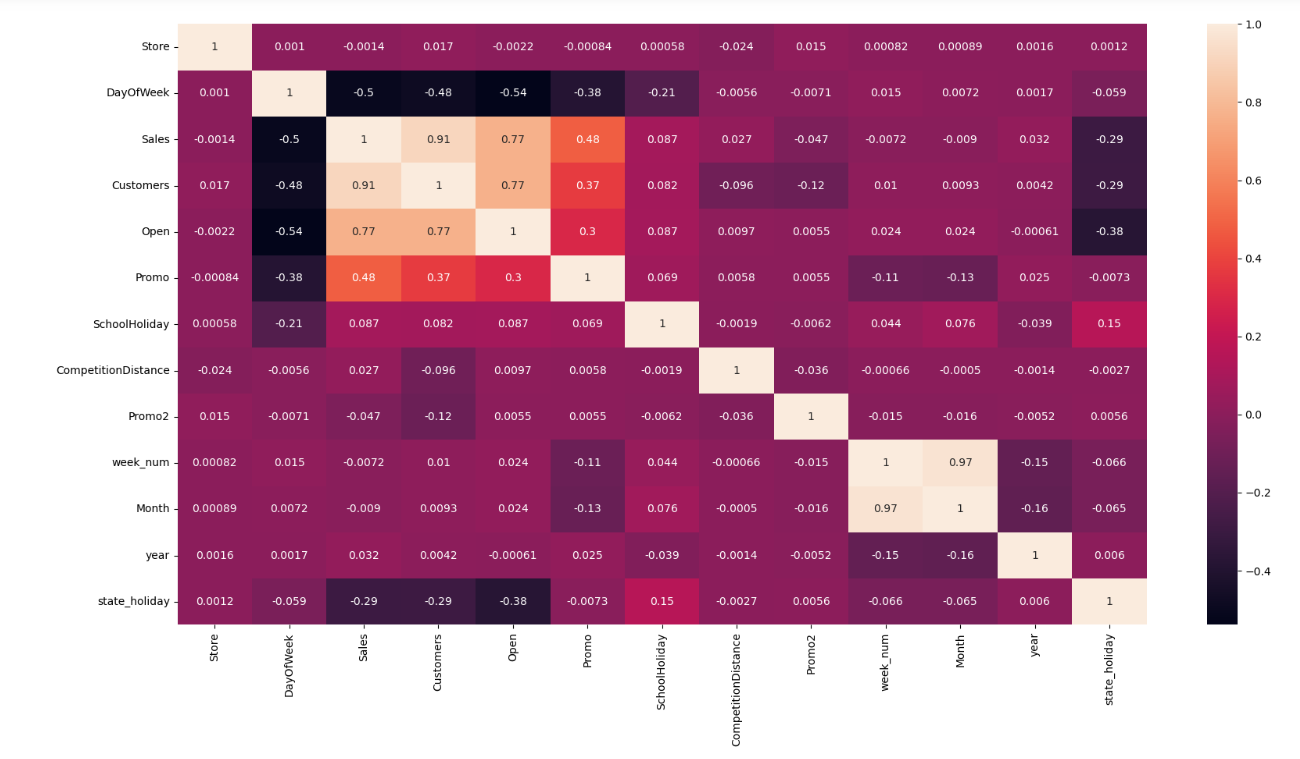 Store 1 0.001 -0.0014 0.017 -0.0022 -0.00084 0.00058 -0.024 0.015 0.00082 0.00089 0.0016 0.0012
DayOfWeek 0.001 1 -0.5 -0.48 -0.54 -0.38 -0.21 -0.0056 -0.0071 0.015 0.0072 0.0017 -0.059
Sales -0.0014 -0.5 1 0.91 0.77 0.48 0.087 0.027 -0.047 -0.0072 -0.009 0.032 -0.29
Customers 0.017 -0.48 0.91 1 0.77 0.37 0.082 -0.096 -0.12 0.01 0.0093 0.0042 -0.29
Open -0.0022 -0.54 0.77 0.77 1 0.3 0.087 0.0097 0.0055 0.024 0.024 -0.00061 -0.38
Promo -0.00084 -0.38 0.48 0.37 0.3 1 0.069 0.0058 0.0055 -0.11 -0.13 0.025 -0.0073
SchoolHoliday 0.00058 -0.21 0.087 0.082 0.087 0.069 1 -0.0019 -0.0062 0.044 0.076 -0.039 0.15
CompetitionDistance -0.024 -0.0056 0.027 -0.096 0.0097 0.0058 -0.0019 1 -0.036 -0.00066 -0.0005 -0.0014 -0.0027
Promo2 0.015 -0.0071 -0.047 -0.12 0.0055 0.0055 -0.0062 -0.036 1 -0.015 -0.016 -0.0052 0.0056
week_num 0.00082 0.015 -0.0072 0.01 0.024 -0.11 0.044 -0.00066 -0.015 1 0.97 -0.15 -0.066
Month 0.00089 0.0072 -0.009 0.0093 0.024 -0.13 0.076 -0.0005 -0.016 0.97 1 -0.16 -0.065
year 0.0016 0.0017 0.032 0.0042 -0.00061 0.025 -0.039 -0.0014 -0.0052 -0.15 -0.16 1 0.006
state_holiday 0.0012 -0.059 -0.29 -0.29 -0.38 -0.0073 0.15 -0.0027 0.0056 -0.066 -0.065 0.006 1
Store
DayOfWeek
Sales
Customers
Open
Promo
SchoolHoliday
CompetitionDistance
Promo2
week_num
Month
year
state_holiday
1.0
0.8
0.6
0.4
0.2
0.0
−0.2
−0.4